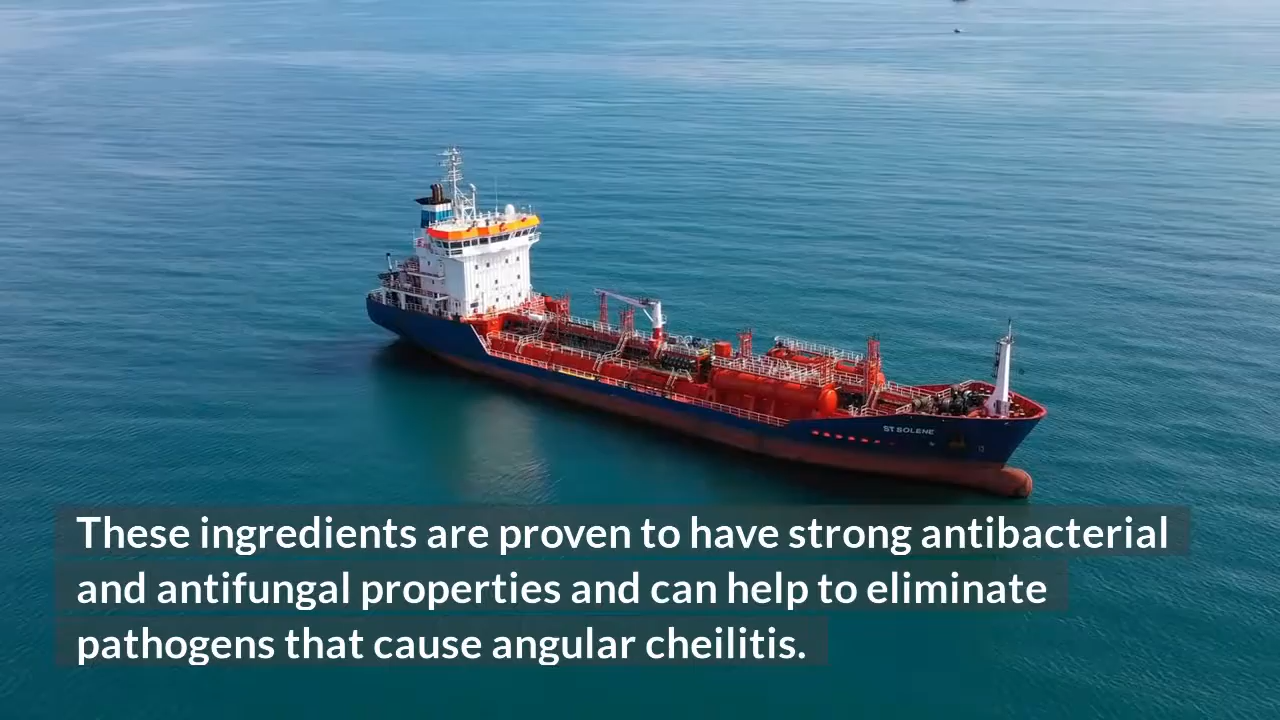 ST SOLENE
These ingredients are proven to have strong antibacterial
and antifungal properties and can help to eliminate
pathogens that cause angular cheilitis.